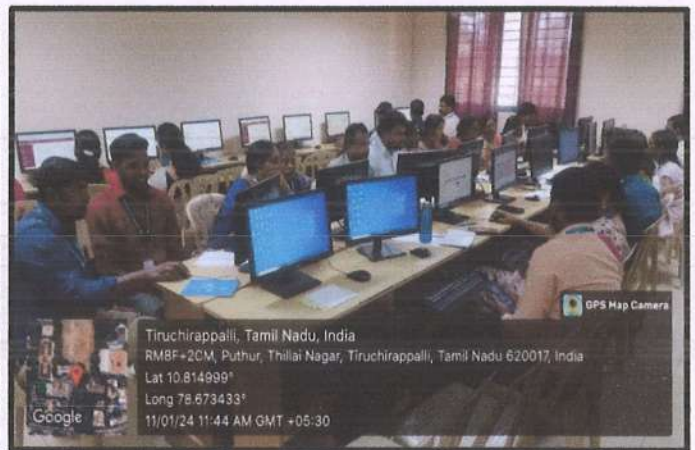 GPS Map Camera
Tiruchirappalli, Tamil Nadu, India
RM8F+2CM, Puthur, Thillai Nagar, Tiruchirappalli, Tamil Nadu 620017, India
Lat 10.814999°
Long 78.673433°
11/01/24 11:44 AM GMT +05:30
Google